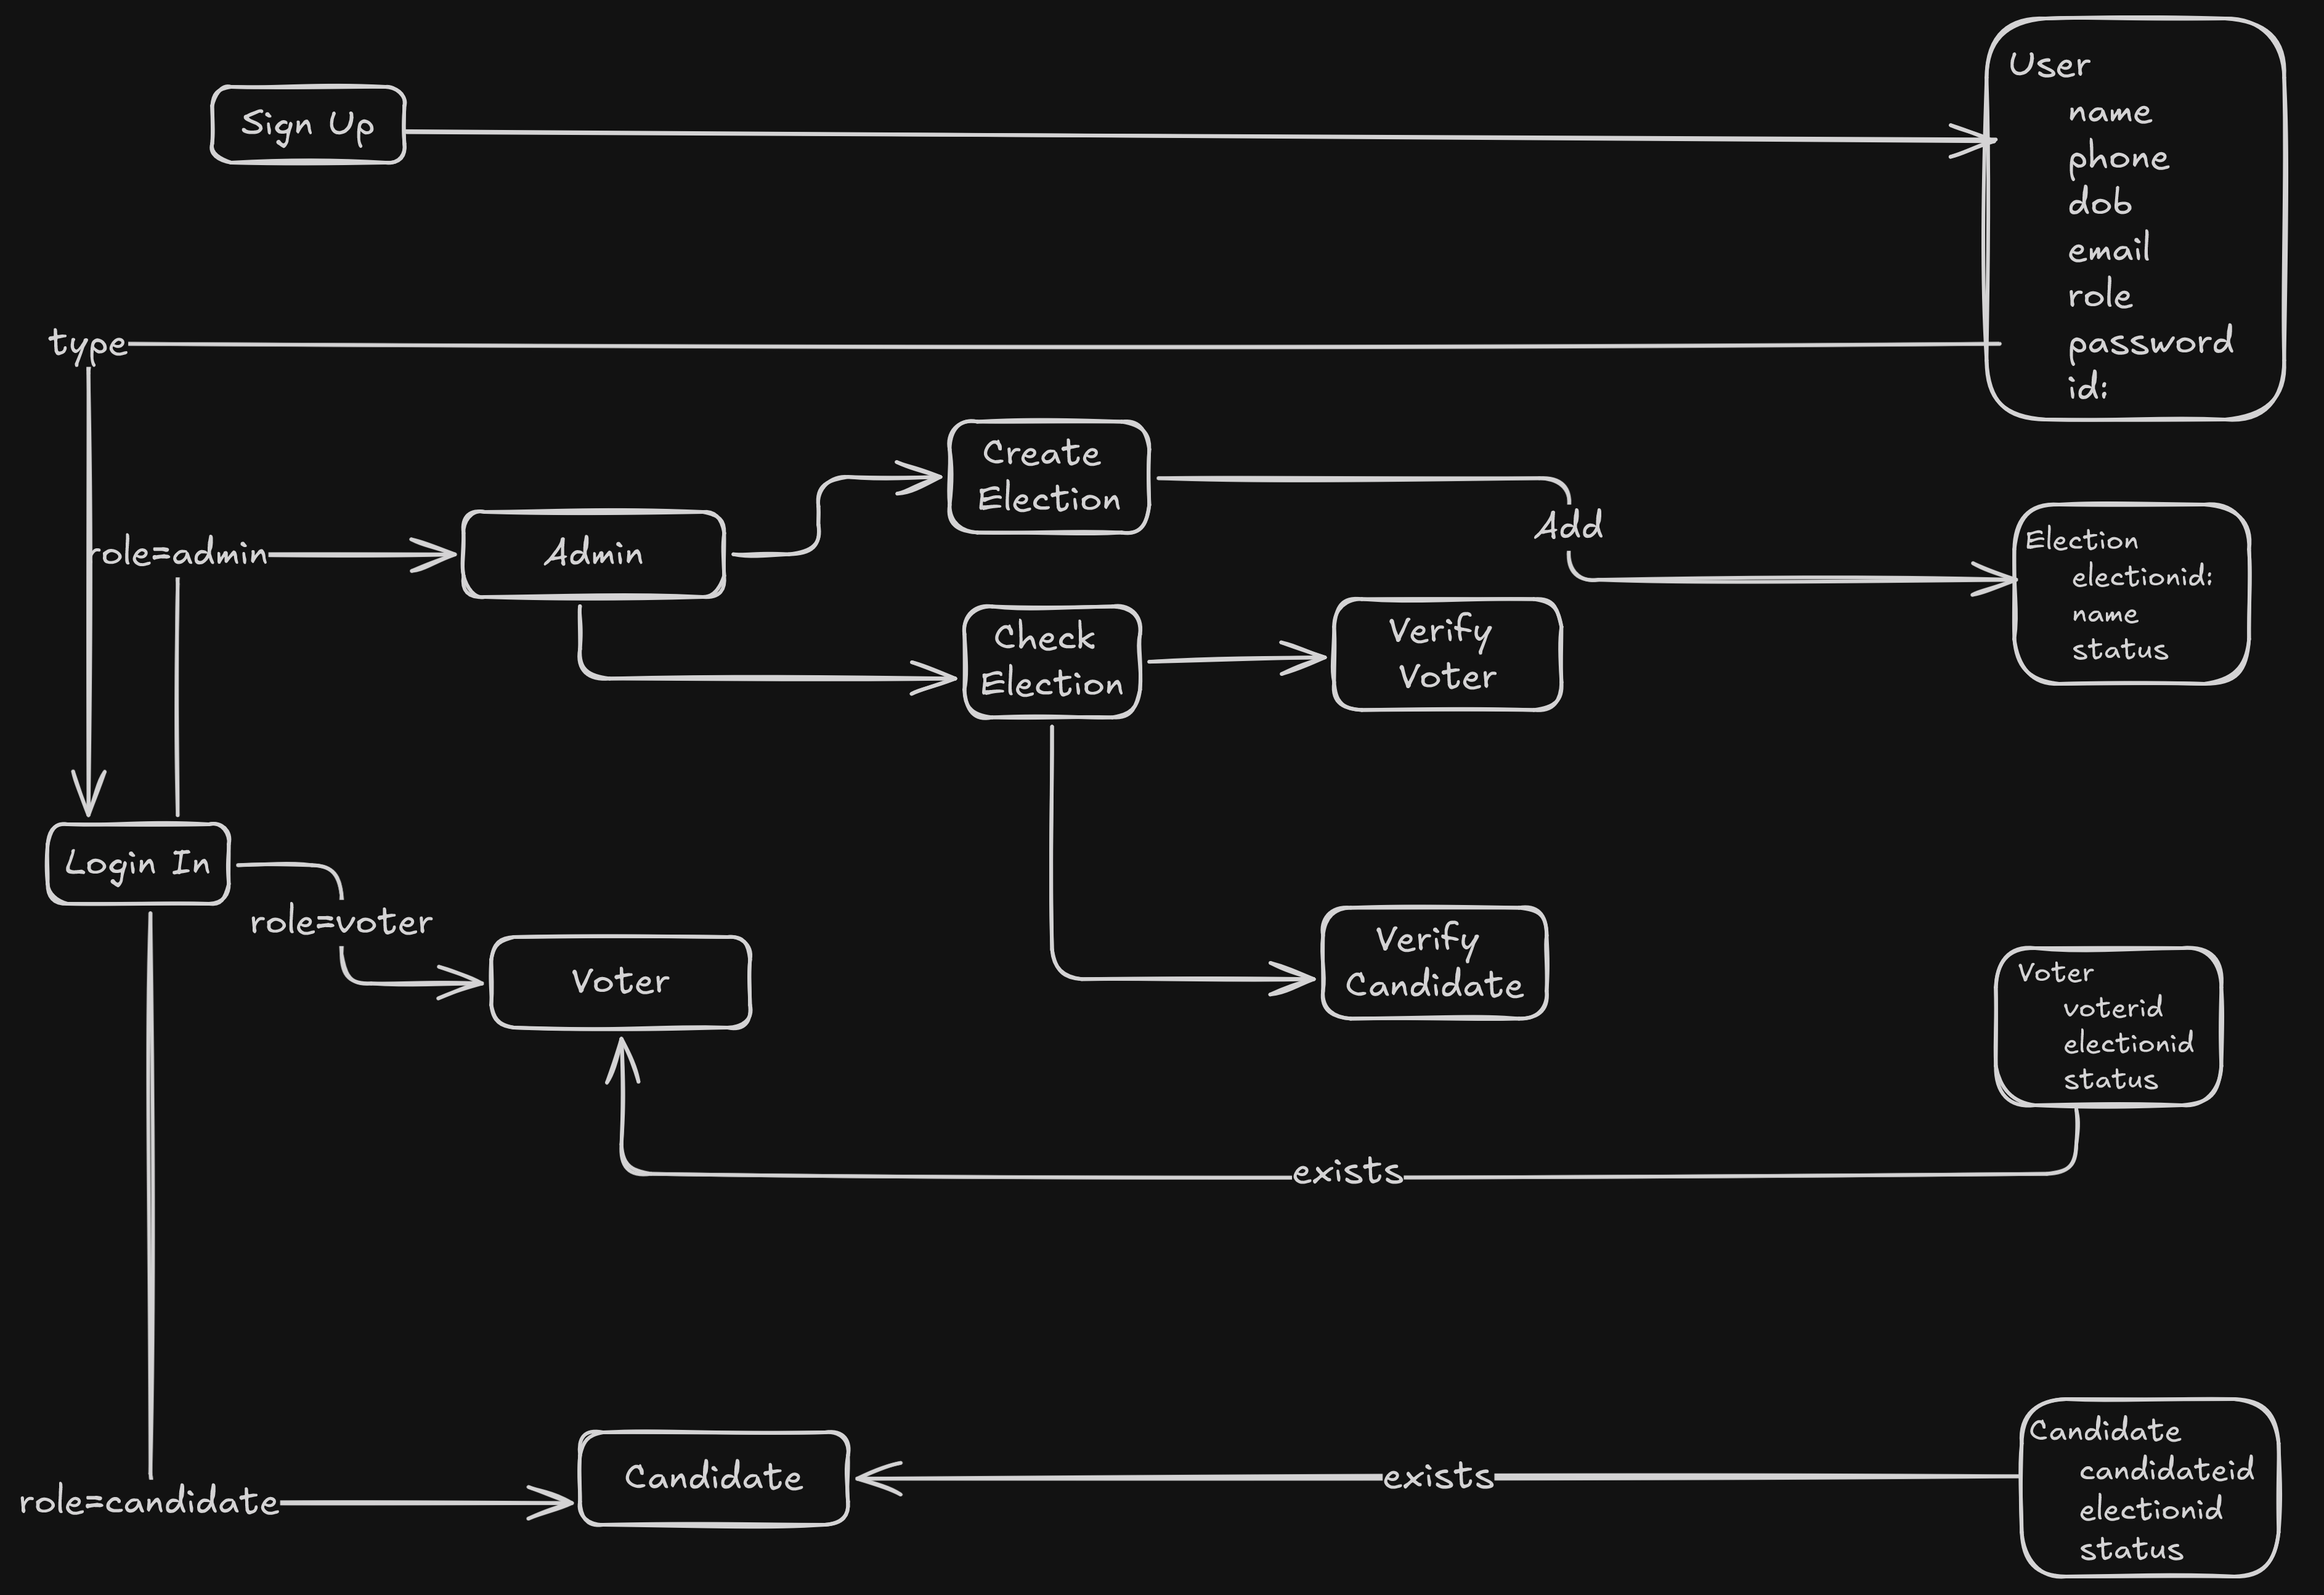 Sign Up
User
name
phone
dob
email
role
password
id:
type
Create
Election
Add
role=admin
Admin
Election
electionid:
name
status
Check
Election
Verify
Voter
Login In
role=voter
Voter
Verify
Candidate
Voter
voterid
electionid
status
exists
Candidate
candidateid
electionid
status
Candidate
exists
role=candidate